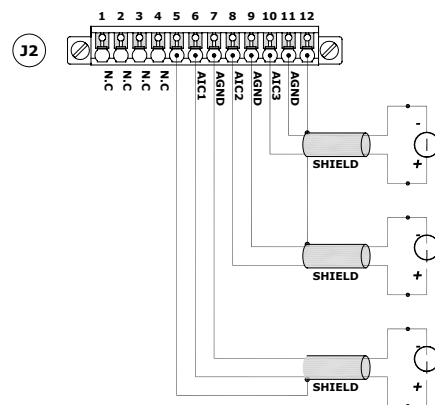 1 2 3 4 5 6 7 8 9 10 11 12
J2
N.C
N.C
N.C
N.C
AIC1
AGND
AIC2
AGND
AIC3
AGND
-
+
SHIELD
-
+
SHIELD
-
+
SHIELD